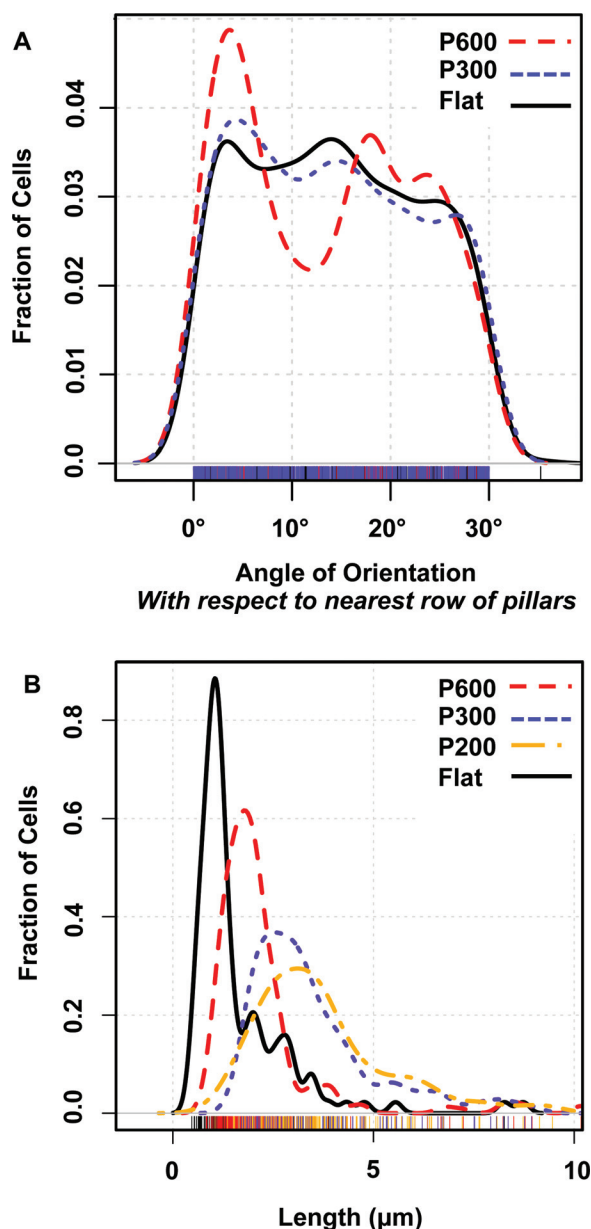 A
P600
P300
Flat
Fraction of Cells
0.04
0.03
0.02
0.01
0.0
0° 10° 20° 30°
Angle of Orientation
With respect to nearest row of pillars
B
P600
P300
P200
Flat
Fraction of Cells
0.8
0.6
0.4
0.2
0.0
0 5 10
Length (µm)